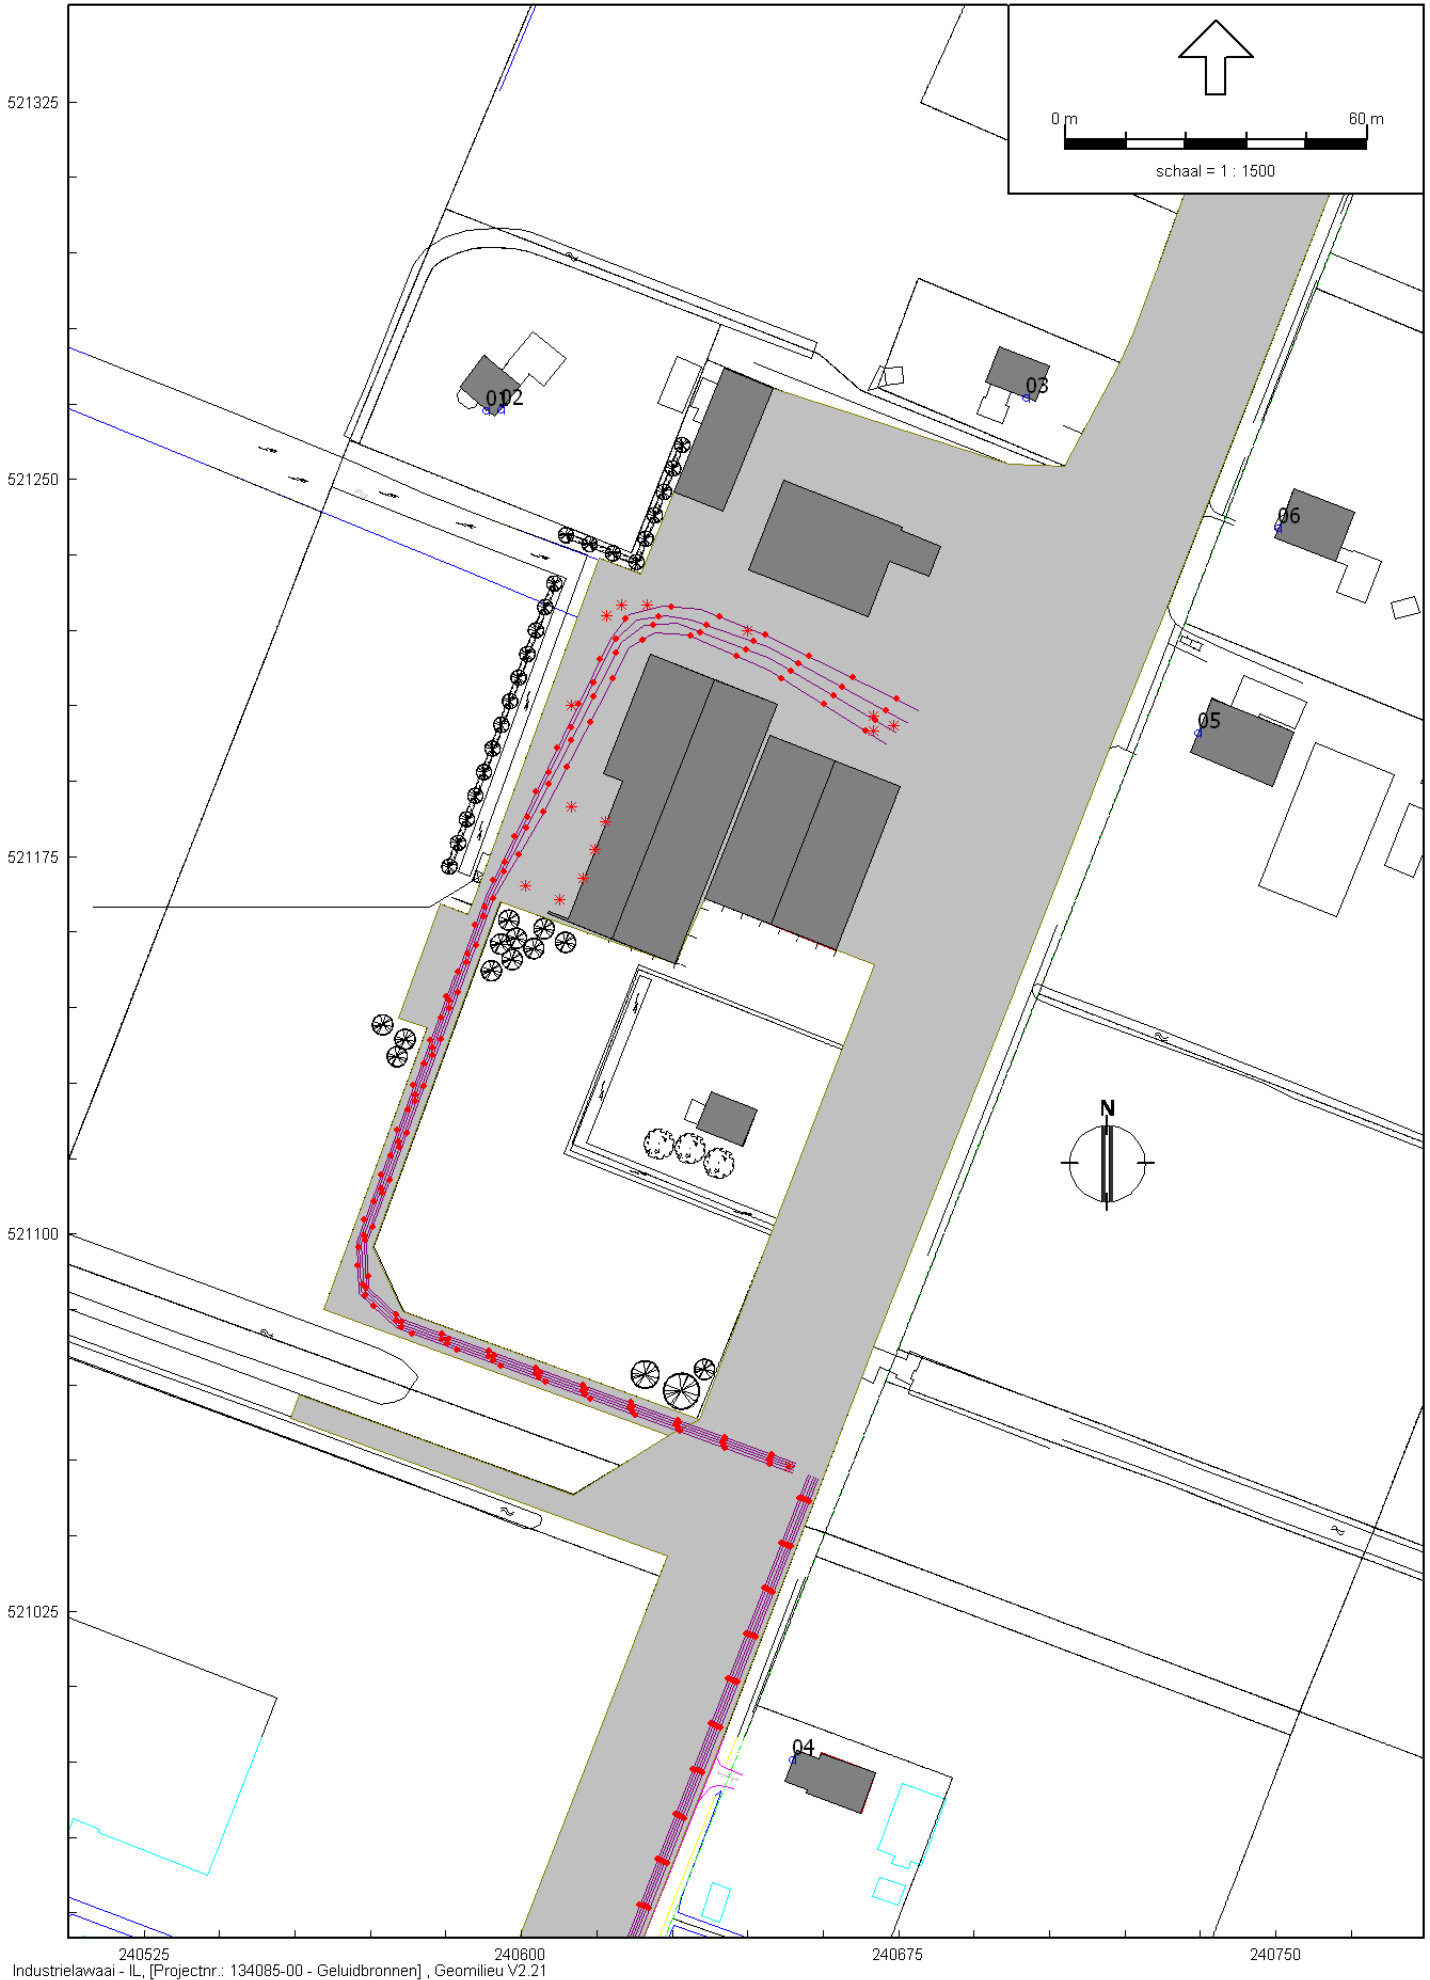 0 m 60 m
schaal = 1 : 1500
521325
03
01 02
521250
06
05
521175
N
521100
521025
04
240525 240600 240675 240750
Industrielawaai - IL, [Projectnr.: 134085-00 - Geluidbronnen] , Geomilieu V2.21